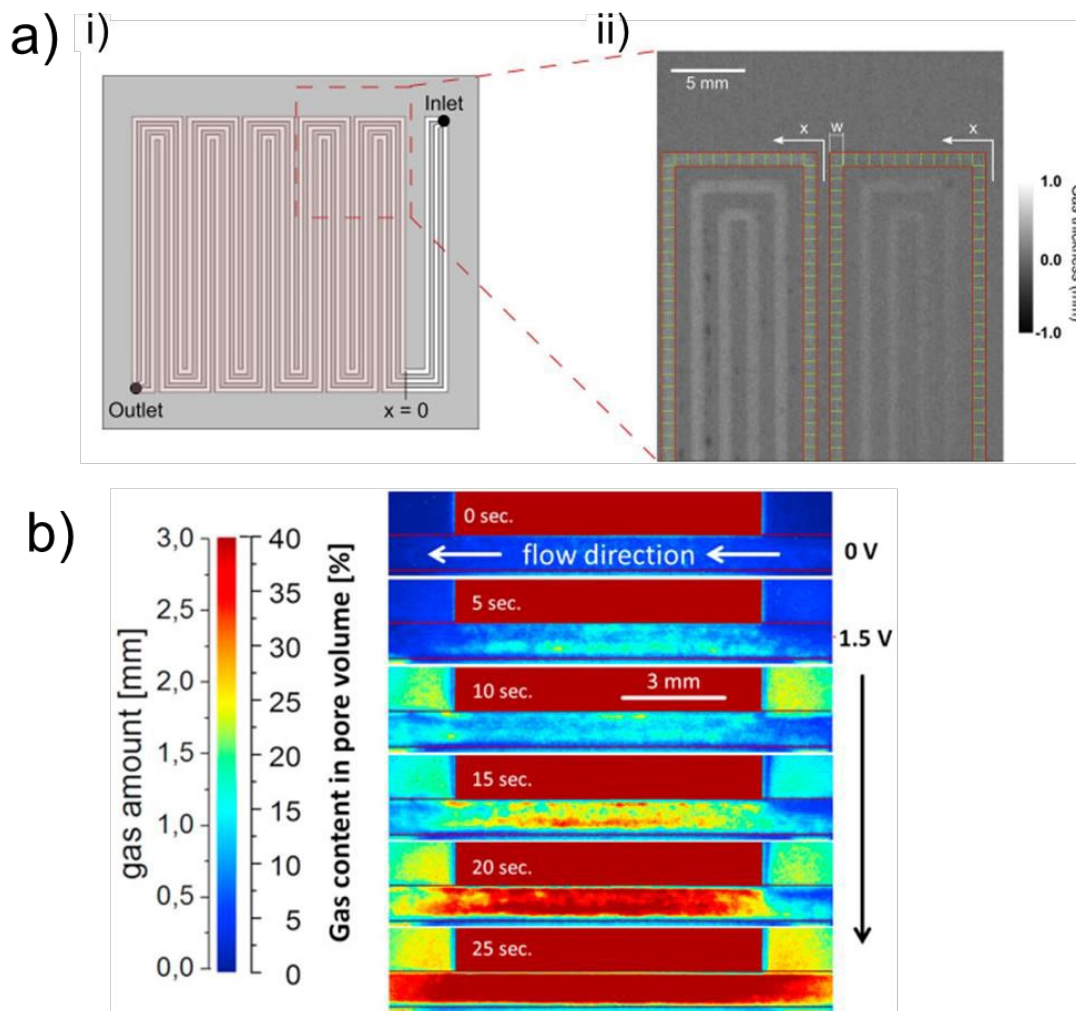 a)
i)
Inlet
Outlet
x = 0
ii)
5 mm
x
w
x
1.0
0.0
-1.0
b)
gas amount [mm]
3,0
2,5
2,0
1,5
1,0
0,5
0,0
40
35
30
25
20
15
10
5
0
Gas content in pore volume [%]
0 sec.
flow direction
0 V
5 sec.
1.5 V
10 sec.
3 mm
15 sec.
20 sec.
25 sec.